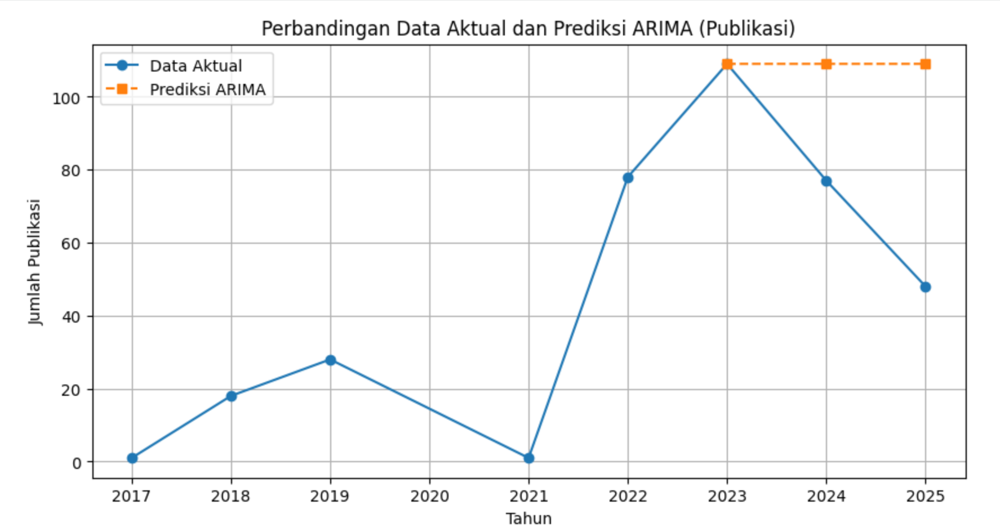 Perbandingan Data Aktual dan Prediksi ARIMA (Publikasi)
Data Aktual
Prediksi ARIMA
Jumlah Publikasi
100
80
60
40
20
0
2017 2018 2019 2020 2021 2022 2023 2024 2025
Tahun